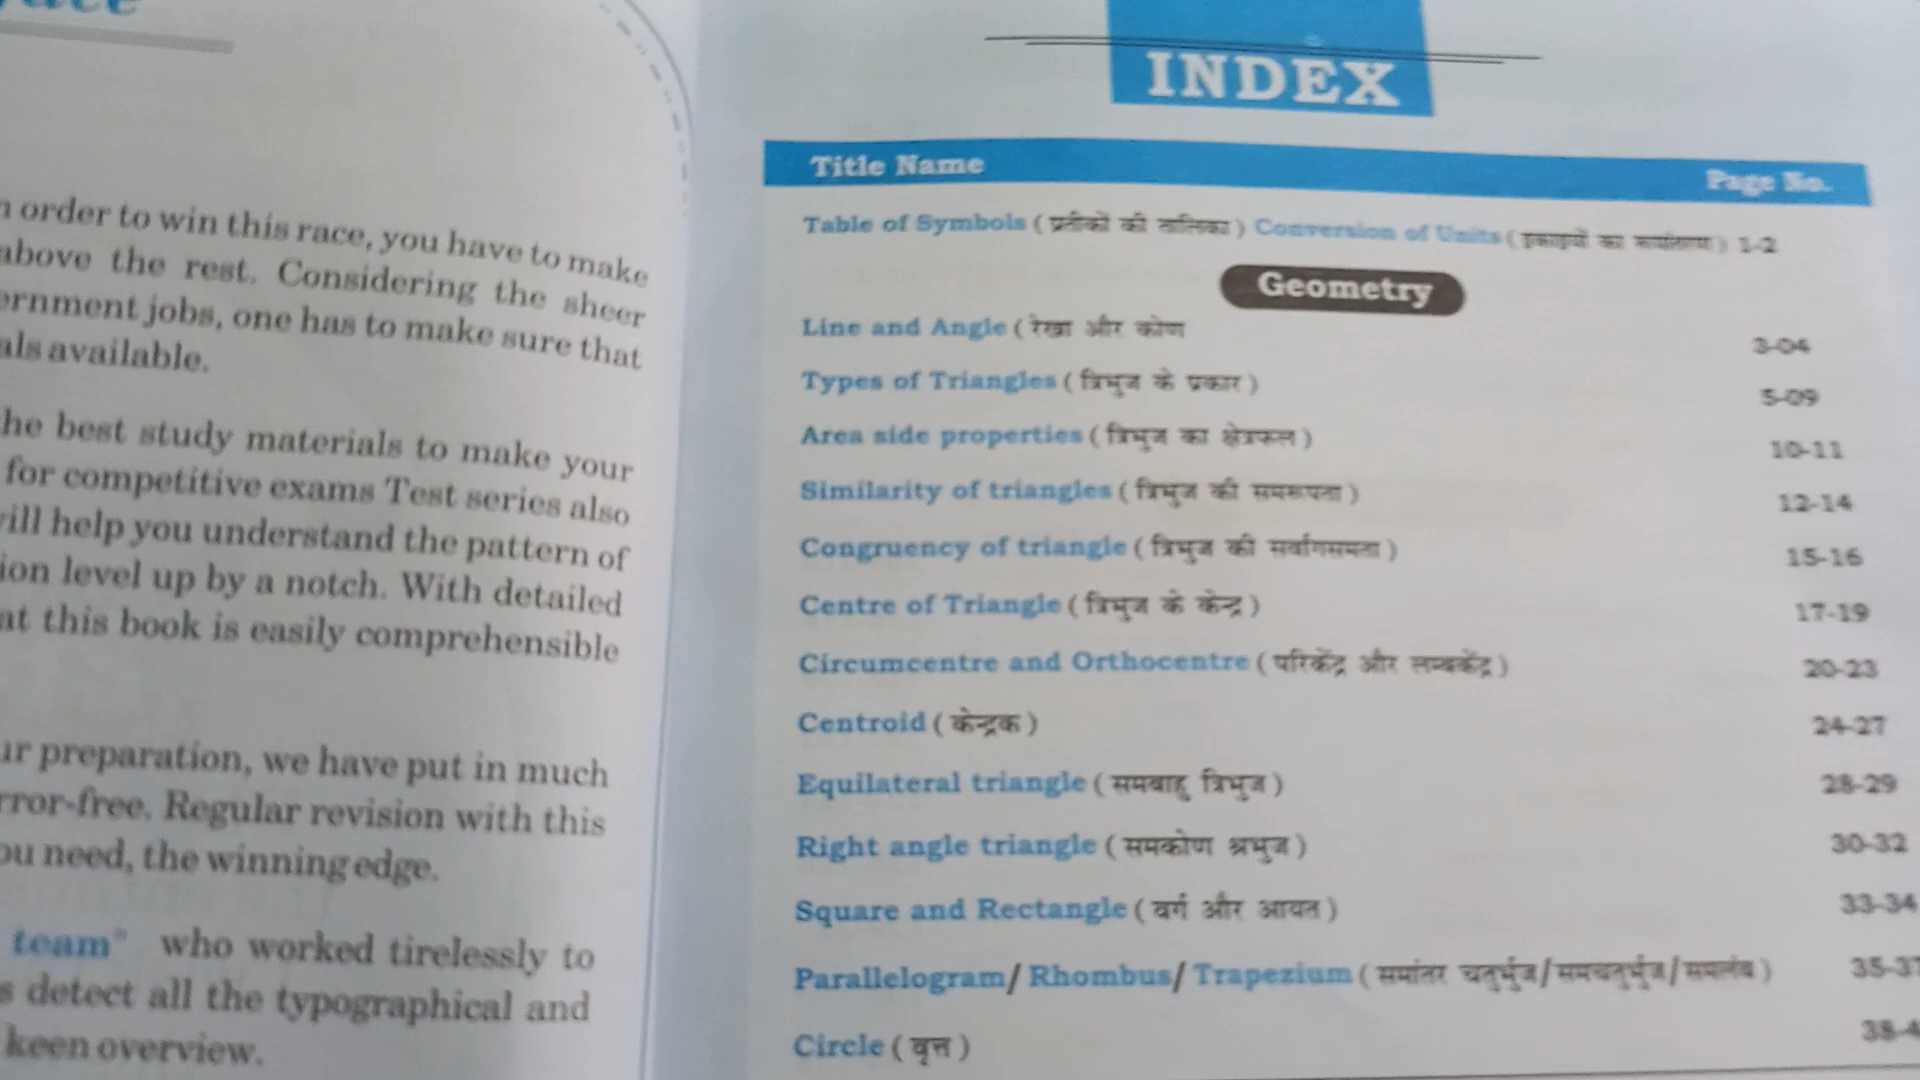 order to win this race, you have to make
above the rest. Considering the sheer
ernment jobs, one has to make sure that
als available.
he best study materials to make your
for competitive exams Test series also
ill help you understand the pattern of
ion level up by a notch. With detailed
at this book is easily comprehensible
ur preparation, we have put in much
rror-free. Regular revision with this
ou need, the winning edge.
team" who worked tirelessly to
s detect all the typographical and
keen overview.
INDEX
Title Name Page No.
Table of Symbols ( प्रतीकों की तालिका ) Conversion of Units ( इकाइयों का रूपांतरण ) 1-2
Geometry
Line and Angle ( रेखा और कोण 3-04
Types of Triangles ( त्रिभुज के प्रकार ) 5-09
Area side properties ( त्रिभुज का क्षेत्रफल ) 10-11
Similarity of triangles ( त्रिभुज की समरूपता ) 12-14
Congruency of triangle ( त्रिभुज की सर्वांगसमता ) 15-16
Centre of Triangle ( त्रिभुज के केन्द्र ) 17-19
Circumcentre and Orthocentre ( परिकेंद्र और लम्बकेंद्र ) 20-23
Centroid ( केन्द्रक ) 24-27
Equilateral triangle ( समबाहु त्रिभुज ) 28-29
Right angle triangle ( समकोण श्रभुज ) 30-32
Square and Rectangle ( वर्ग और आयत ) 33-34
Parallelogram/ Rhombus/ Trapezium ( समांतर चतुर्भुज/समचतुर्भुज/समलंब ) 35-37
Circle ( वृत्त ) 38-4